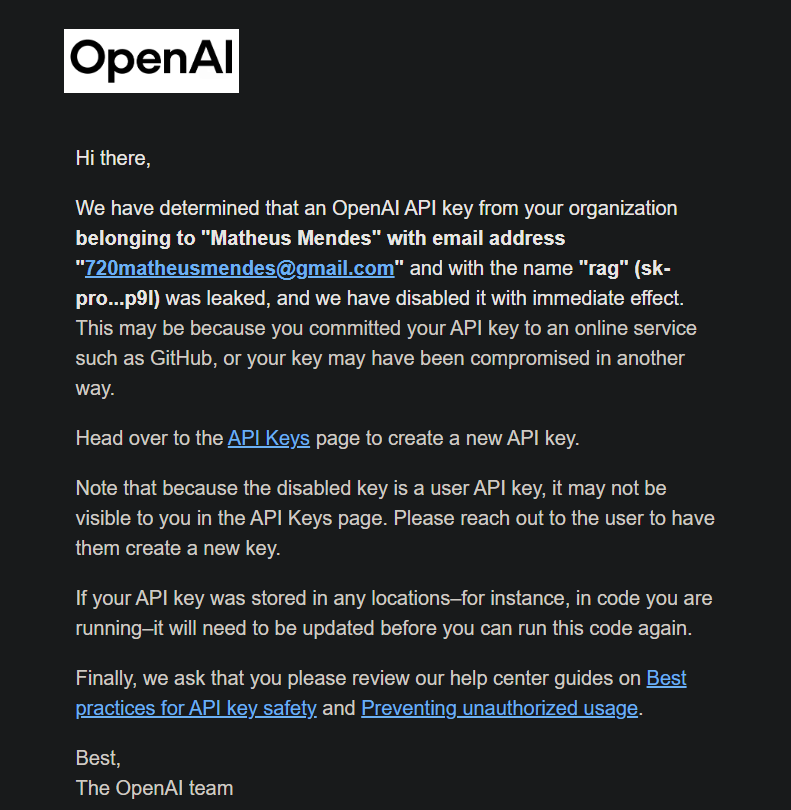 OpenAI
Hi there,
We have determined that an OpenAI API key from your organization
belonging to "Matheus Mendes" with email address
"720matheusmendes@gmail.com" and with the name "rag" (sk-
pro...p9I) was leaked, and we have disabled it with immediate effect.
This may be because you committed your API key to an online service
such as GitHub, or your key may have been compromised in another
way.
Head over to the API Keys page to create a new API key.
Note that because the disabled key is a user API key, it may not be
visible to you in the API Keys page. Please reach out to the user to have
them create a new key.
If your API key was stored in any locations–for instance, in code you are
running–it will need to be updated before you can run this code again.
Finally, we ask that you please review our help center guides on Best
practices for API key safety and Preventing unauthorized usage.
Best,
The OpenAI team